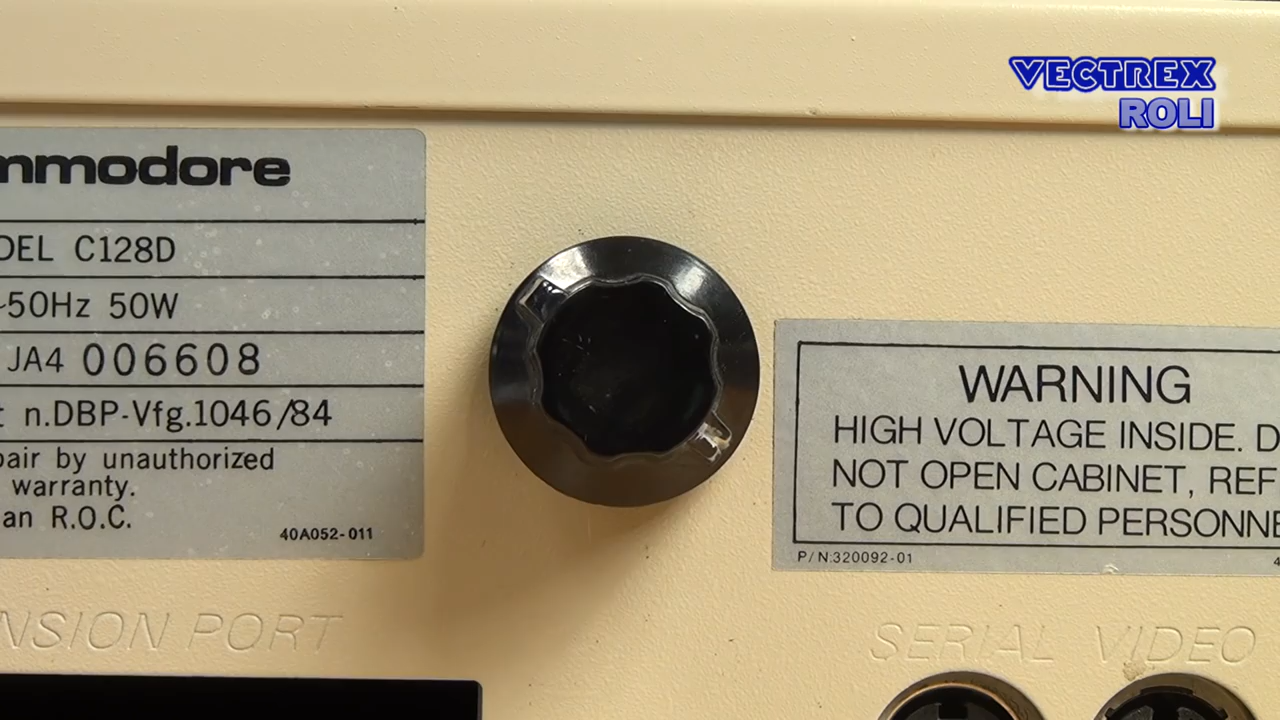 VECTREX
ROLI
mmodore
DEL C128D
~50Hz 50W
JA4 006608
n.DBP-Vfg.1046/84
pair by unauthorized
warranty.
an R.O.C.
40A052-011
WARNING
HIGH VOLTAGE INSIDE. D
NOT OPEN CABINET, REF
TO QUALIFIED PERSONNE
P/N:320092-01
NSION PORT
SERIAL VIDEO